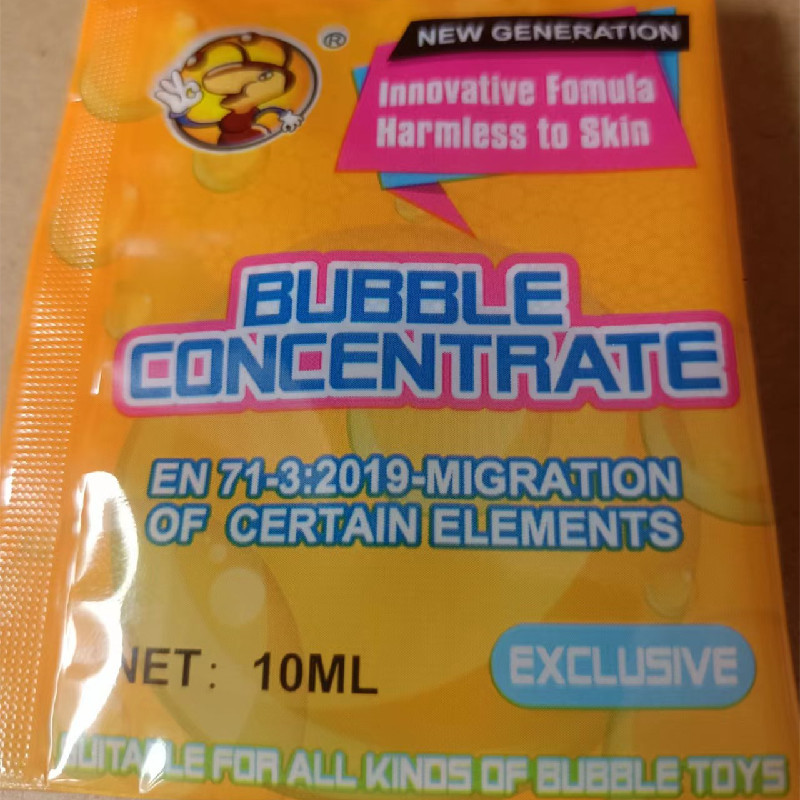 ®
NEW GENERATION
Innovative Fomula
Harmless to Skin
BUBBLE
CONCENTRATE
EN 71-3:2019-MIGRATION
OF CERTAIN ELEMENTS
NET: 10ML
EXCLUSIVE
SUITABLE FOR ALL KINDS OF BUBBLE TOYS